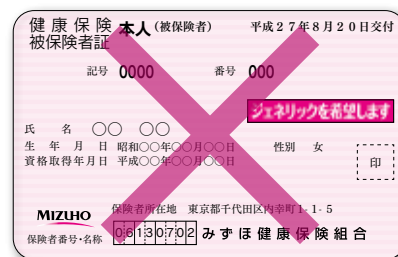 健康保険 本人(被保険者) 平成27年8月20日交付
被保険者証
記号 0000 番号 000
ジェネリックを希望します
氏名 ○○ ○○
生年月日 昭和○○年○○月○○日 性別 女
資格取得年月日 平成○○年○○月○○日
印
MIZUHO 保険者所在地 東京都千代田区内幸町1-1-5
保険者番号・名称 06130702 みずほ健康保険組合